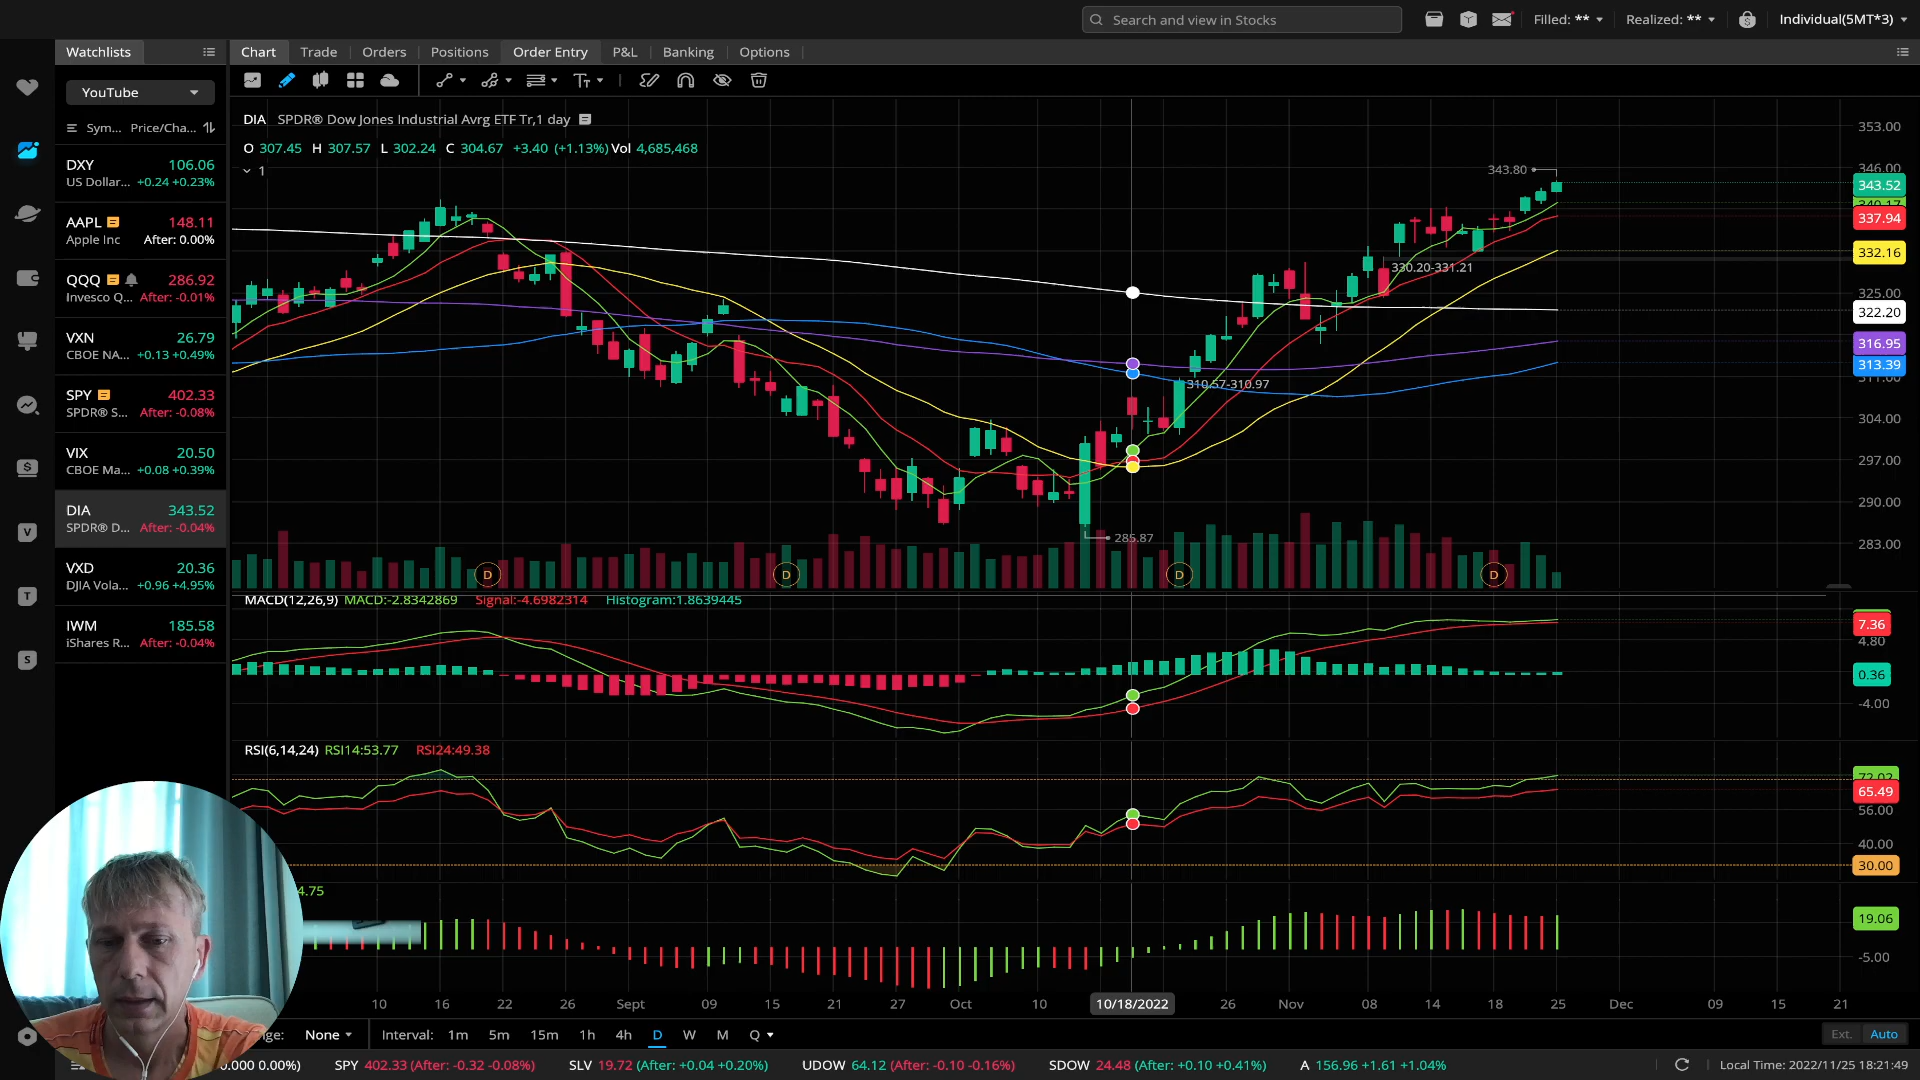 Search and view in Stocks
Filled: **
Realized: **
Individual(5MT*3)
Watchlists
Chart Trade Orders Positions Order Entry P&L Banking Options
YouTube
Sym... Price/Cha...
DXY 106.06
US Dollar... +0.24 +0.23%
AAPL 148.11
Apple Inc After: 0.00%
QQQ 286.92
Invesco Q... After: -0.01%
VXN 26.79
CBOE NA... +0.13 +0.49%
SPY 402.33
SPDR® S... After: -0.08%
VIX 20.50
CBOE Ma... +0.08 +0.39%
DIA 343.52
SPDR® D... After: -0.04%
VXD 20.36
DJIA Vola... +0.96 +4.95%
IWM 185.58
iShares R... After: -0.04%
DIA SPDR® Dow Jones Industrial Avrg ETF Tr,1 day
O 307.45 H 307.57 L 302.24 C 304.67 +3.40 (+1.13%) Vol 4,685,468
1
343.80
330.20-331.21
310.57-310.97
285.87
D D D D
353.00
346.00
343.52
337.94
332.16
325.00
322.20
316.95
313.39
311.00
304.00
297.00
290.00
283.00
MACD(12,26,9) MACD:-2.8342869 Signal:-4.6982314 Histogram:1.8639445
7.36
4.80
0.36
-4.00
RSI(6,14,24) RSI14:53.77 RSI24:49.38
72.02
65.49
56.00
40.00
30.00
4.75
19.06
-5.00
10 16 22 26 Sept 09 15 21 27 Oct 10 10/18/2022 26 Nov 08 14 18 25 Dec 09 15 21
ge: None Interval: 1m 5m 15m 1h 4h D W M Q
Ext. Auto
0.000 0.00%) SPY 402.33 (After: -0.32 -0.08%) SLV 19.72 (After: +0.04 +0.20%) UDOW 64.12 (After: -0.10 -0.16%) SDOW 24.48 (After: +0.10 +0.41%) A 156.96 +1.61 +1.04%
Local Time: 2022/11/25 18:21:49